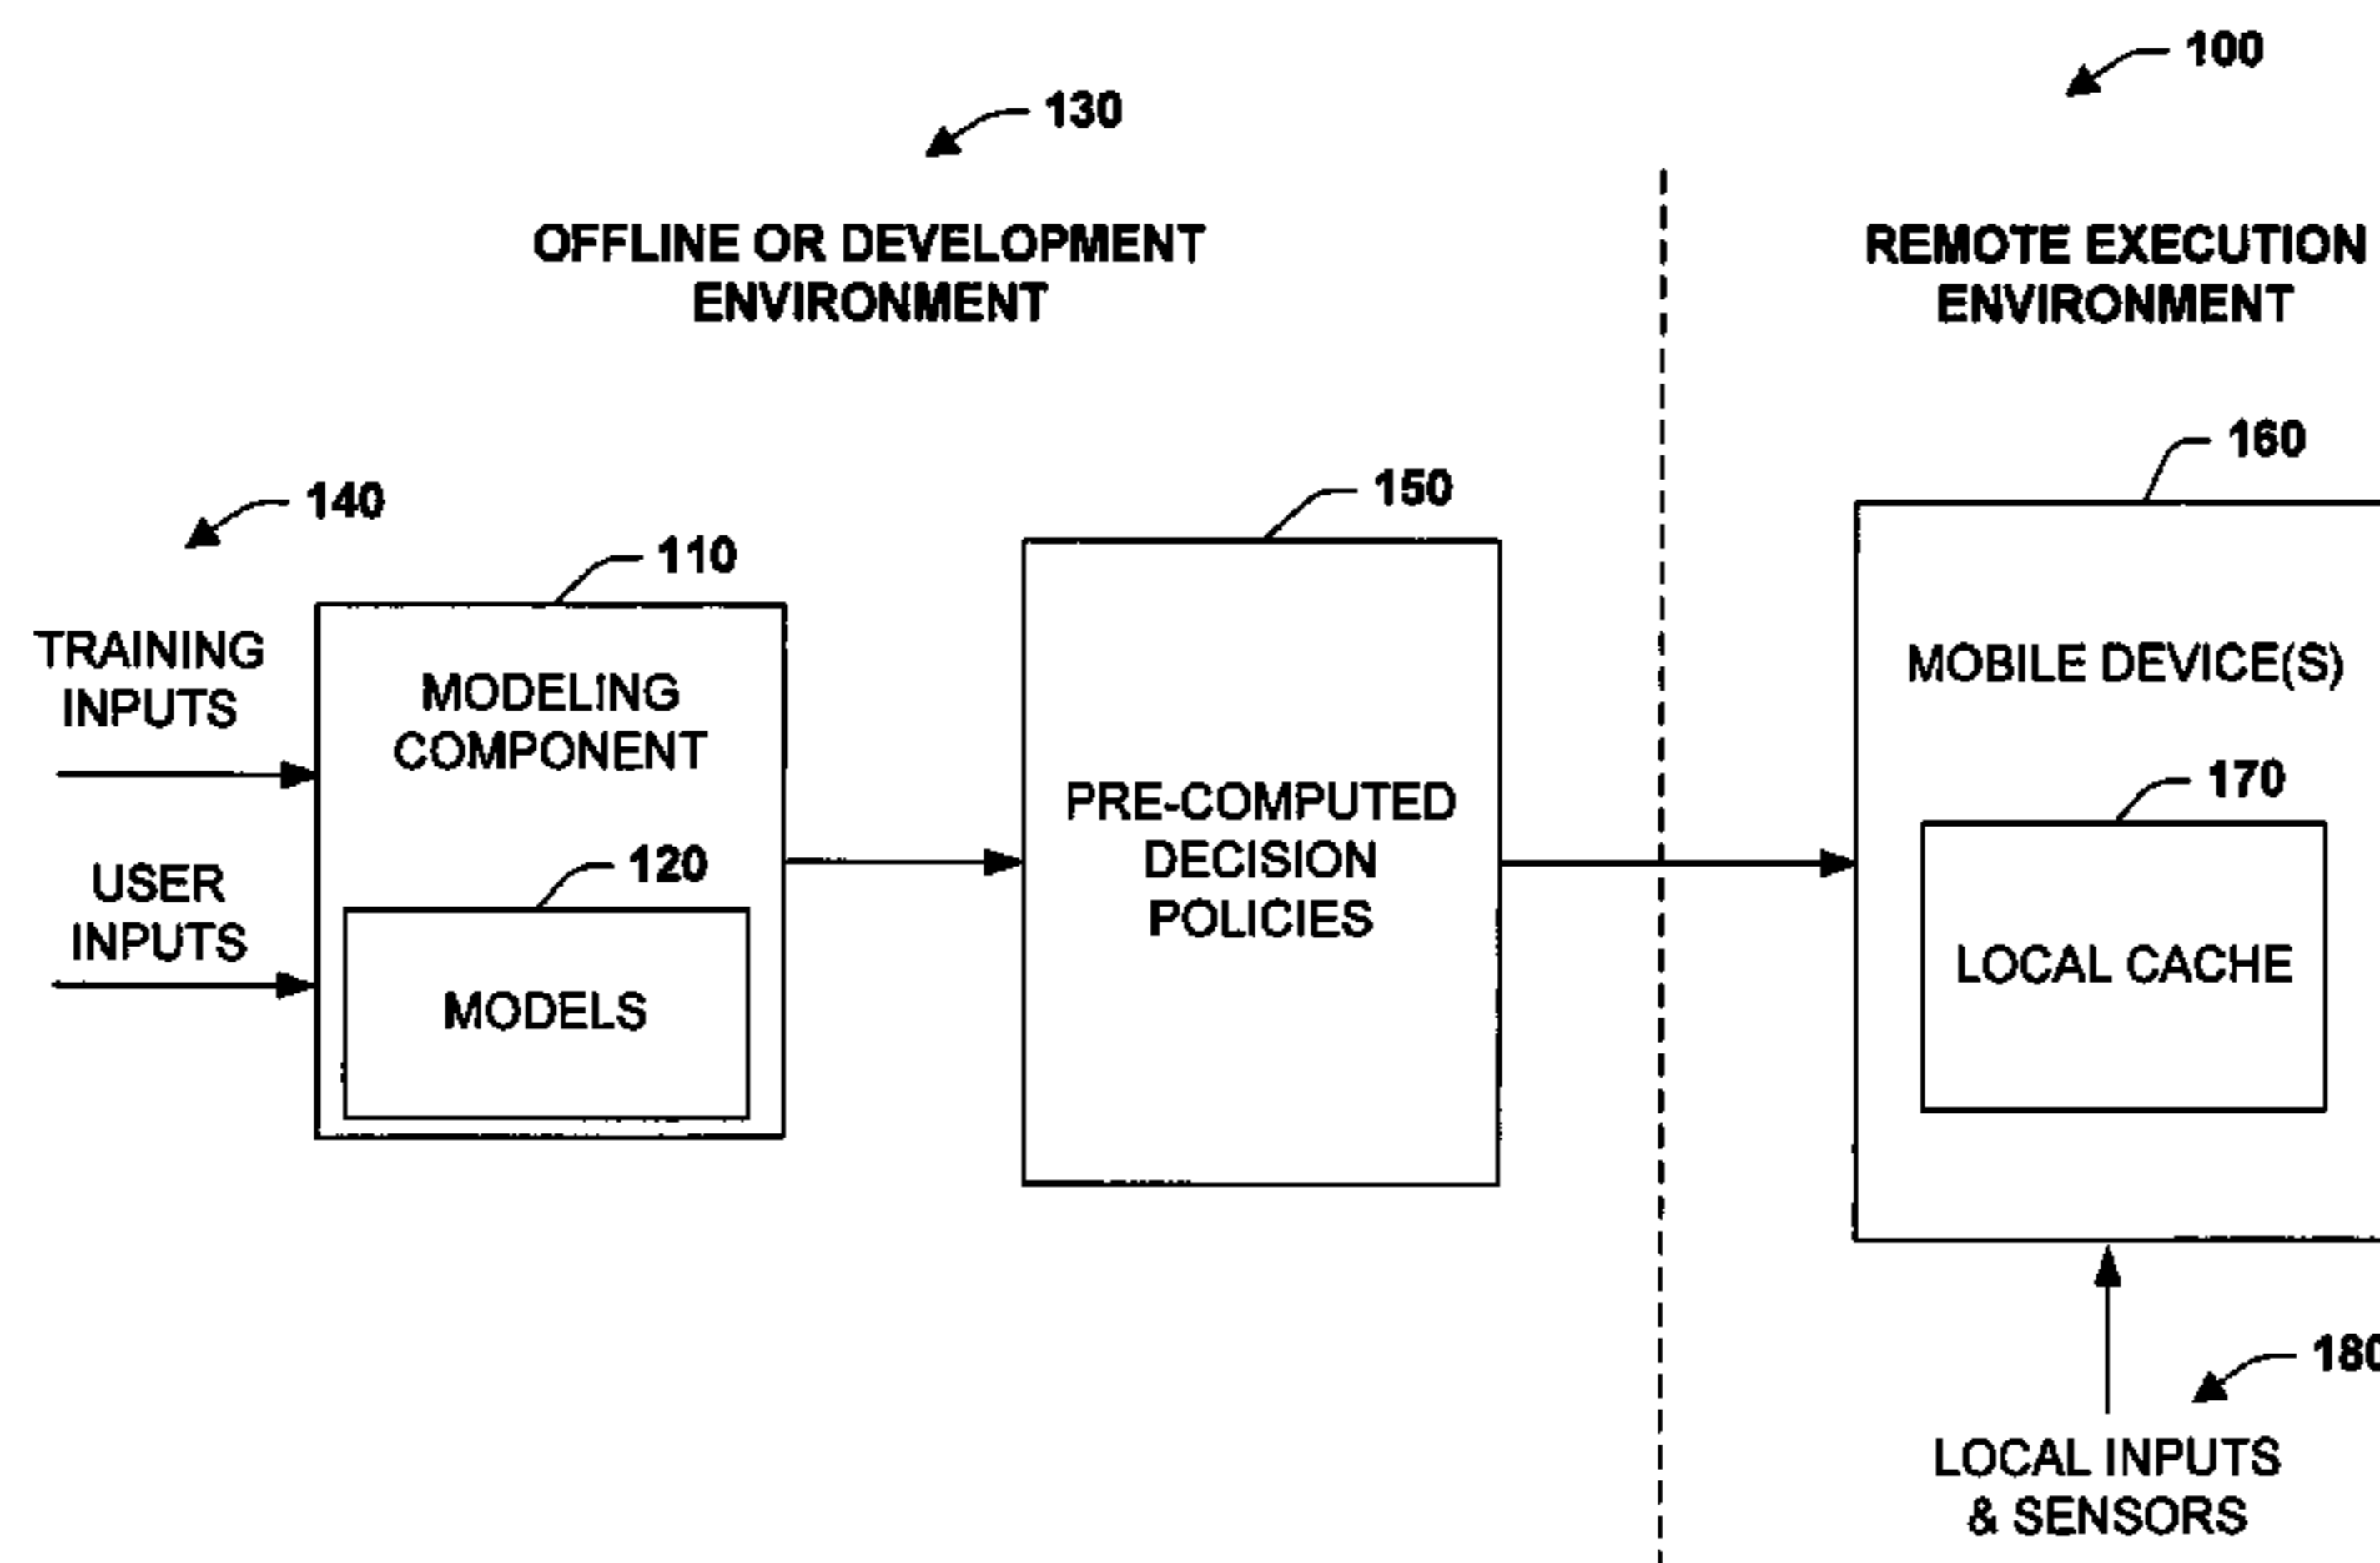 100
130
OFFLINE OR DEVELOPMENT
ENVIRONMENT
REMOTE EXECUTION
ENVIRONMENT
140
110
150
160
TRAINING
INPUTS
MODELING
COMPONENT
USER
INPUTS
120
MODELS
PRE-COMPUTED
DECISION
POLICIES
MOBILE DEVICE(S)
170
LOCAL CACHE
180
LOCAL INPUTS
& SENSORS